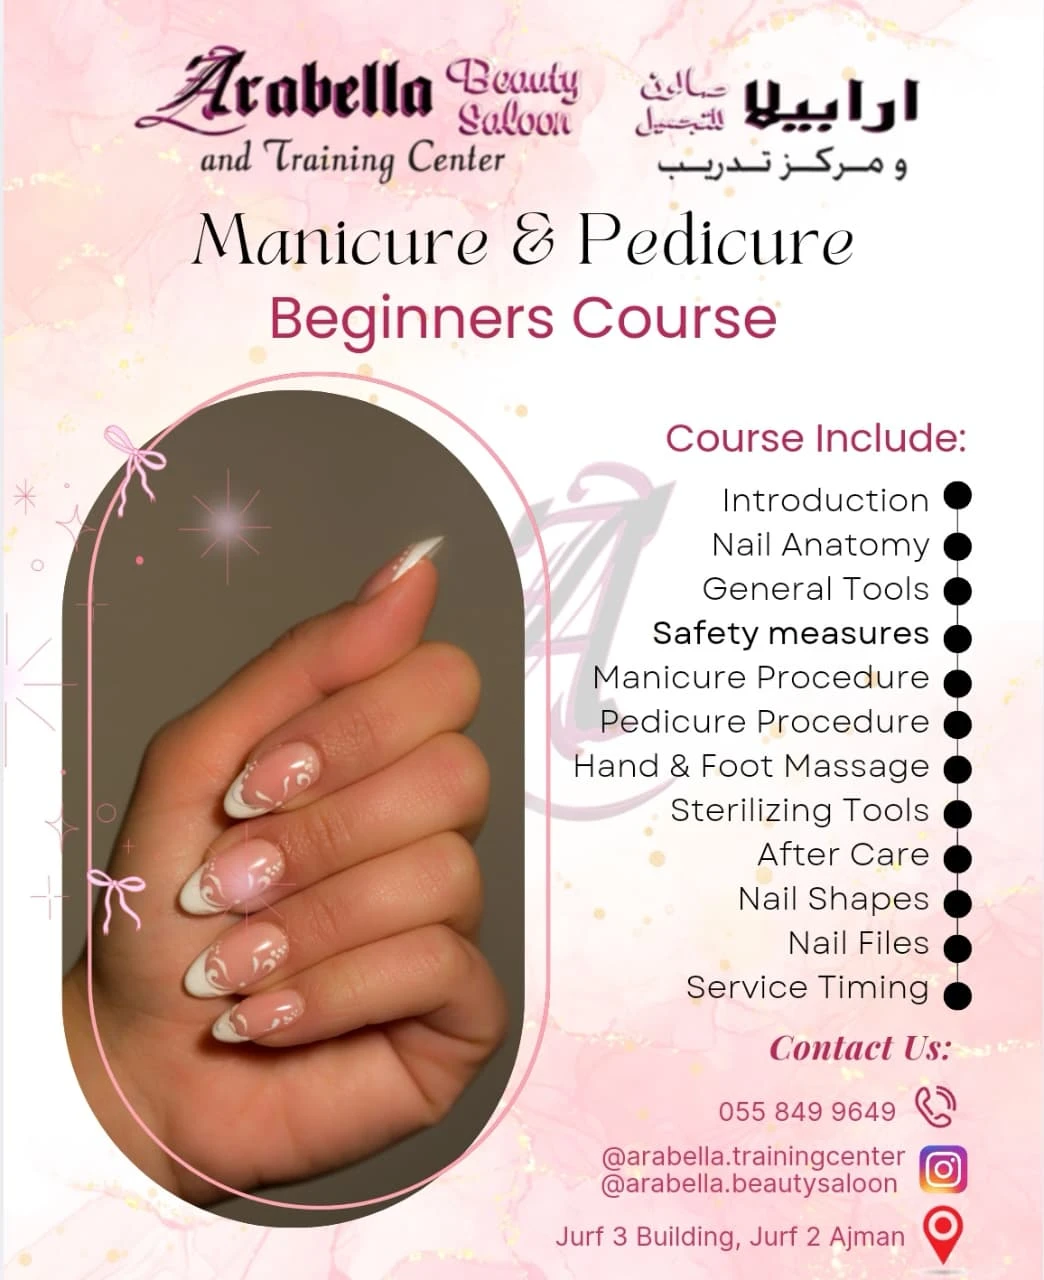 Arabella Beauty Saloon
and Training Center
ارابيلا صالون للتجميل
و مركز تدريب
Manicure & Pedicure
Beginners Course
Course Include:
Introduction
Nail Anatomy
General Tools
Safety measures
Manicure Procedure
Pedicure Procedure
Hand & Foot Massage
Sterilizing Tools
After Care
Nail Shapes
Nail Files
Service Timing
Contact Us:
055 849 9649
@arabella.trainingcenter
@arabella.beautysaloon
Jurf 3 Building, Jurf 2 Ajman